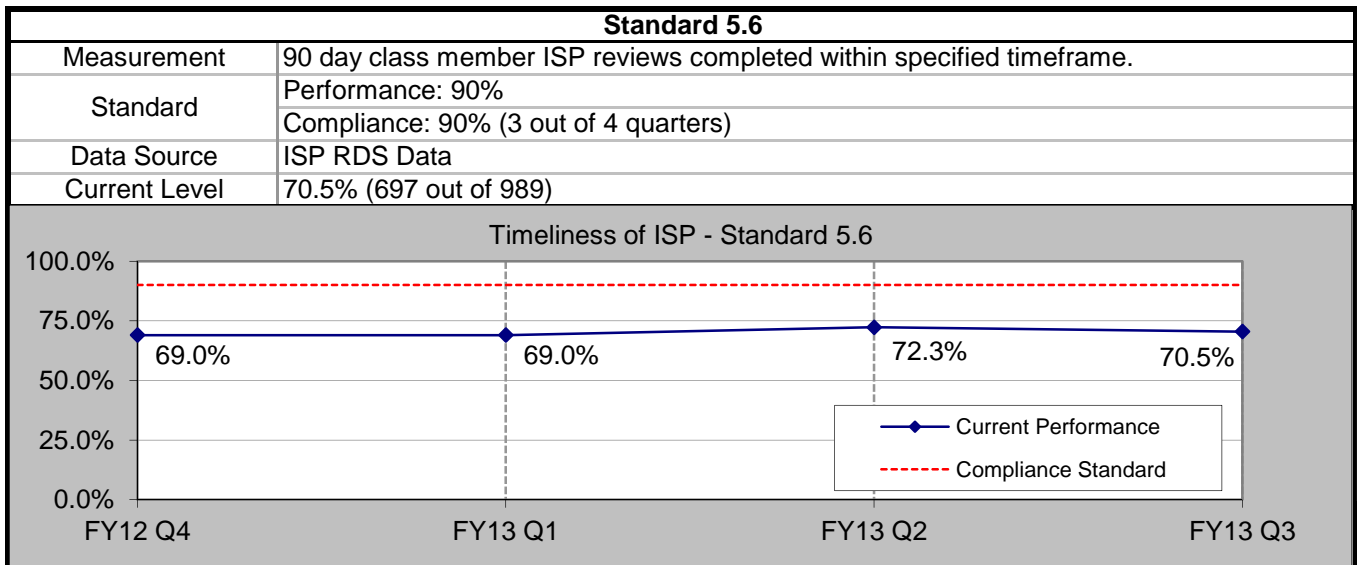 Standard 5.6
Measurement 90 day class member ISP reviews completed within specified timeframe.
Standard
Performance: 90%
Compliance: 90% (3 out of 4 quarters)
Data Source ISP RDS Data
Current Level 70.5% (697 out of 989)
Timeliness of ISP - Standard 5.6
100.0%
75.0%
69.0% 69.0% 72.3% 70.5%
50.0%
Current Performance
25.0%
Compliance Standard
0.0%
FY12 Q4 FY13 Q1 FY13 Q2 FY13 Q3